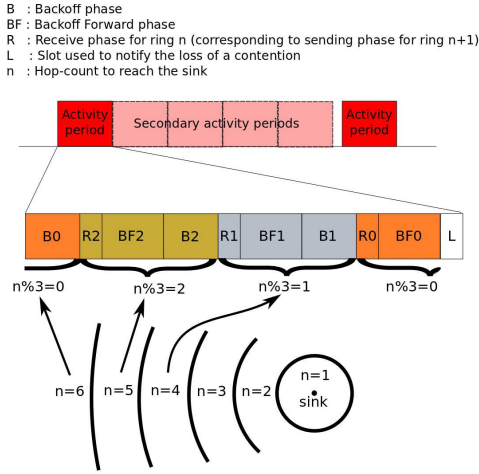 B : Backoff phase
BF : Backoff Forward phase
R : Receive phase for ring n (corresponding to sending phase for ring n+1)
L : Slot used to notify the loss of a contention
n : Hop-count to reach the sink
Activity period
Secondary activity periods
Activity period
B0 R2 BF2 B2 R1 BF1 B1 R0 BF0 L
n%3=0 n%3=2 n%3=1 n%3=0
n=6 n=5 n=4 n=3 n=2 n=1
sink